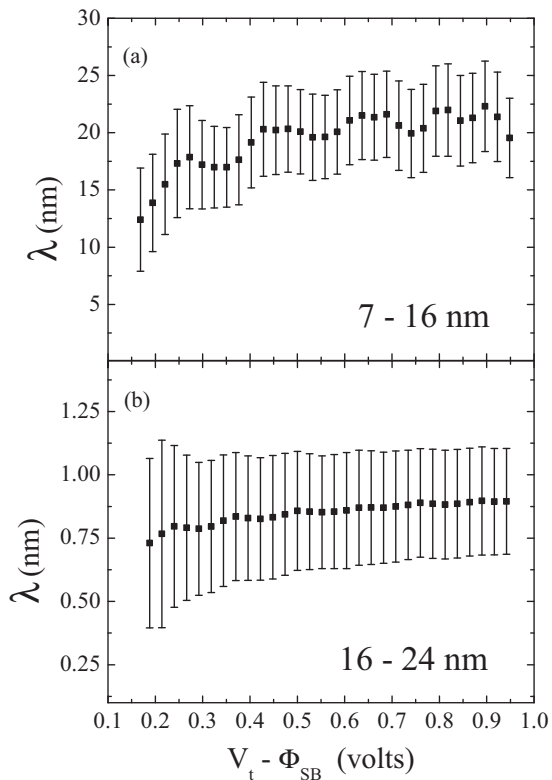 30
(a)
25
20
15
10
5
λ (nm)
7 - 16 nm
(b)
1.25
1.00
0.75
0.50
0.25
λ (nm)
16 - 24 nm
0.1 0.2 0.3 0.4 0.5 0.6 0.7 0.8 0.9 1.0
V_t - Φ_SB (volts)